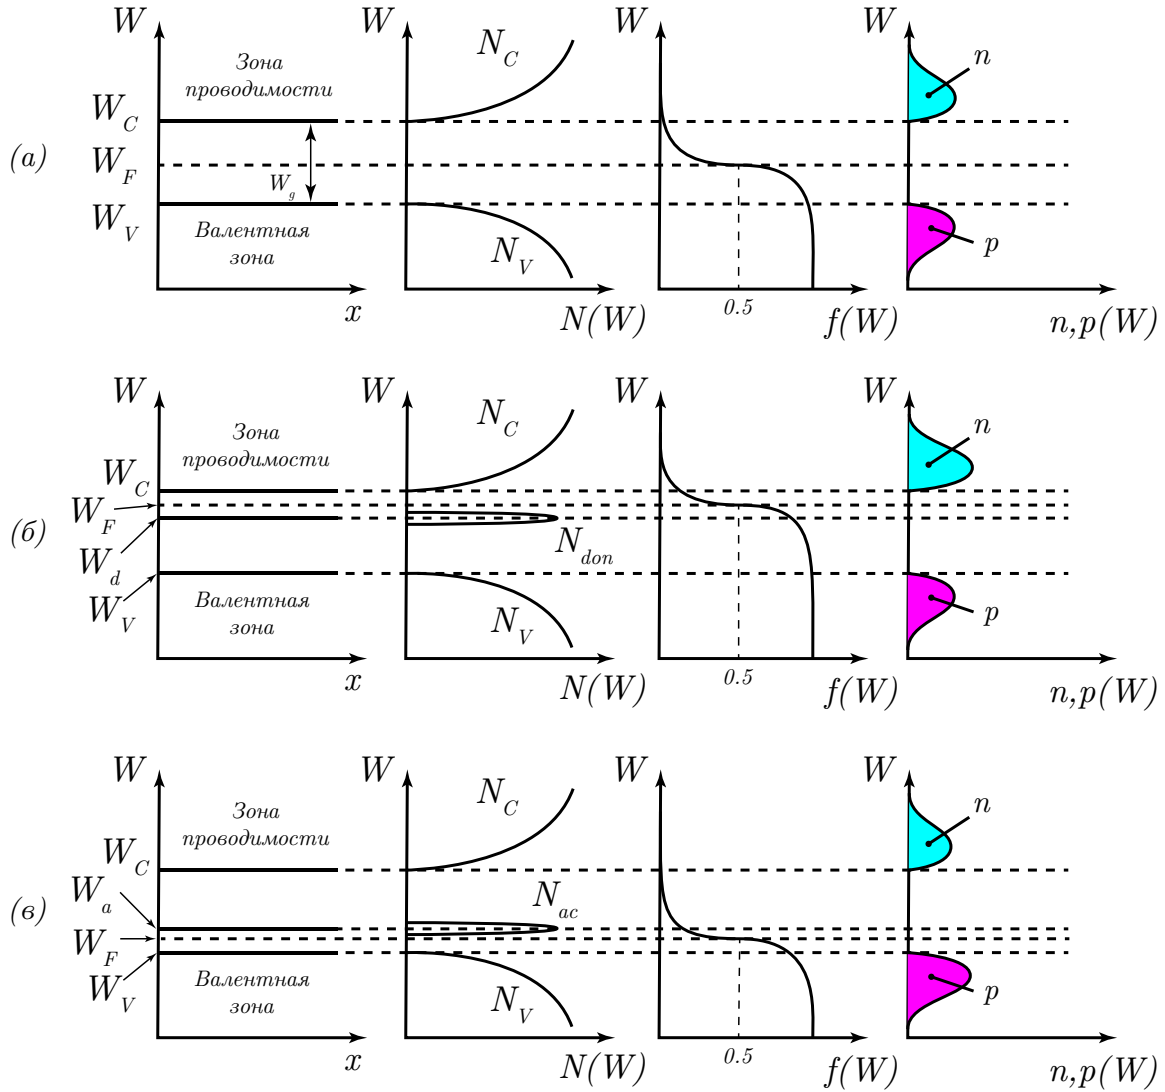 (а)
W
Зона
проводимости
W_C
W_F
W_g
W_V
Валентная
зона
x
W
N_C
N_V
N(W)
W
0.5
f(W)
W
n
p
n,p(W)
(б)
W
Зона
проводимости
W_C
W_F
W_d
W_V
Валентная
зона
x
W
N_C
N_don
N_V
N(W)
W
0.5
f(W)
W
n
p
n,p(W)
(в)
W
Зона
проводимости
W_C
W_a
W_F
W_V
Валентная
зона
x
W
N_C
N_ac
N_V
N(W)
W
0.5
f(W)
W
n
p
n,p(W)